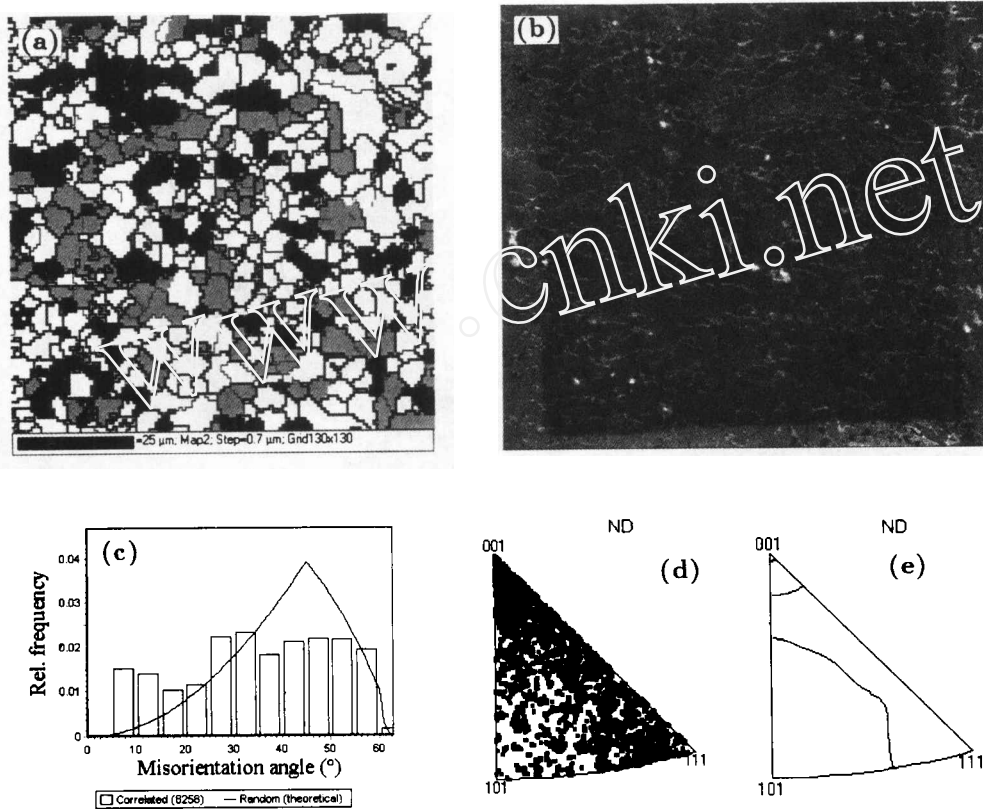 (a)
(b)
www.cnki.net
=25 µm; Map2; Step=0.7 µm; Grid130x130
(c)
Rel. frequency
0.04
0.03
0.02
0.01
0
0 10 20 30 40 50 60
Misorientation angle (°)
Correlated (8258) Random (theoretical)
ND
001
(d)
101
111
ND
001
(e)
101
111